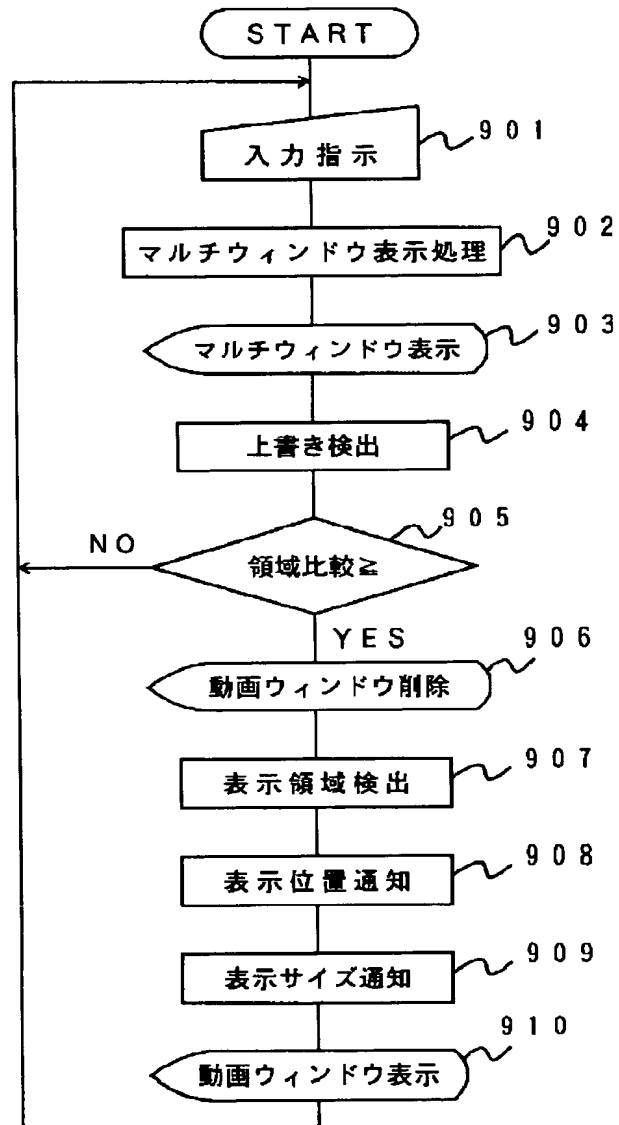 START
入力指示
901
マルチウィンドウ表示処理
902
マルチウィンドウ表示
903
上書き検出
904
領域比較≧
905
NO
YES
動画ウィンドウ削除
906
表示領域検出
907
表示位置通知
908
表示サイズ通知
909
動画ウィンドウ表示
910